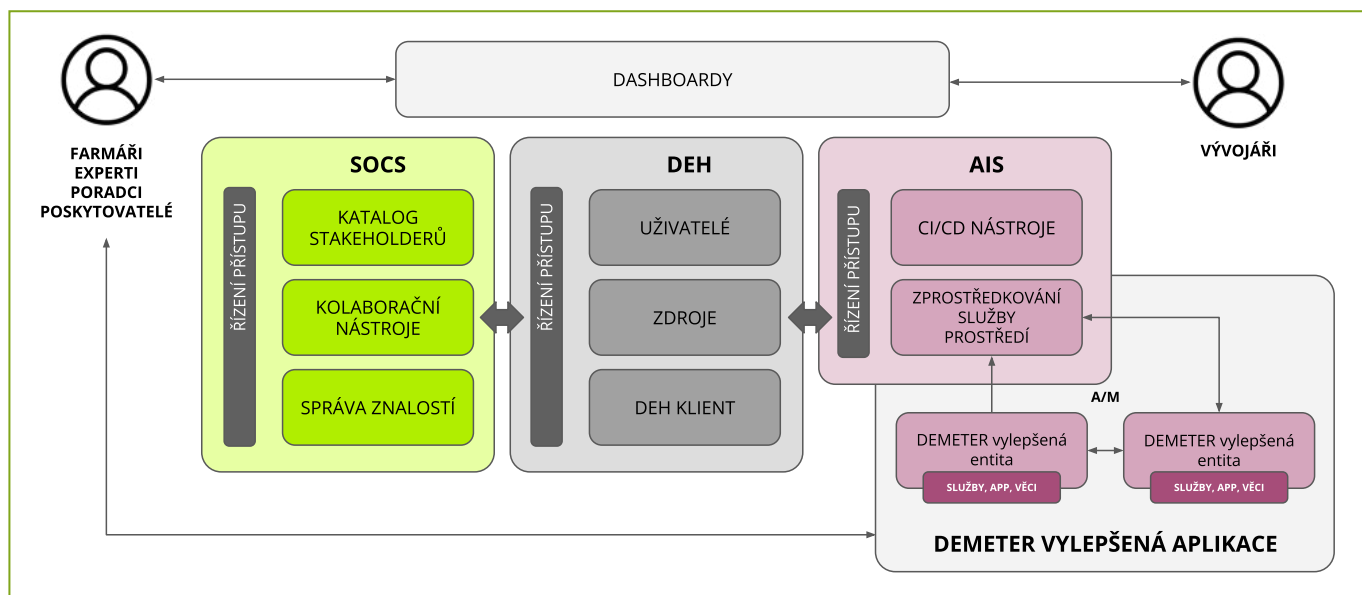 DASHBOARDY
FARMÁŘI
EXPERTI
PORADCI
POSKYTOVATELÉ
VÝVOJÁŘI
SOCS
ŘÍZENÍ PŘÍSTUPU
KATALOG
STAKEHOLDERŮ
KOLABORAČNÍ
NÁSTROJE
SPRÁVA ZNALOSTÍ
DEH
ŘÍZENÍ PŘÍSTUPU
UŽIVATELÉ
ZDROJE
DEH KLIENT
AIS
ŘÍZENÍ PŘÍSTUPU
CI/CD NÁSTROJE
ZPROSTŘEDKOVÁNÍ
SLUŽBY
PROSTŘEDÍ
A/M
DEMETER vylepšená
entita
SLUŽBY, APP, VĚCI
DEMETER vylepšená
entita
SLUŽBY, APP, VĚCI
DEMETER VYLEPŠENÁ APLIKACE